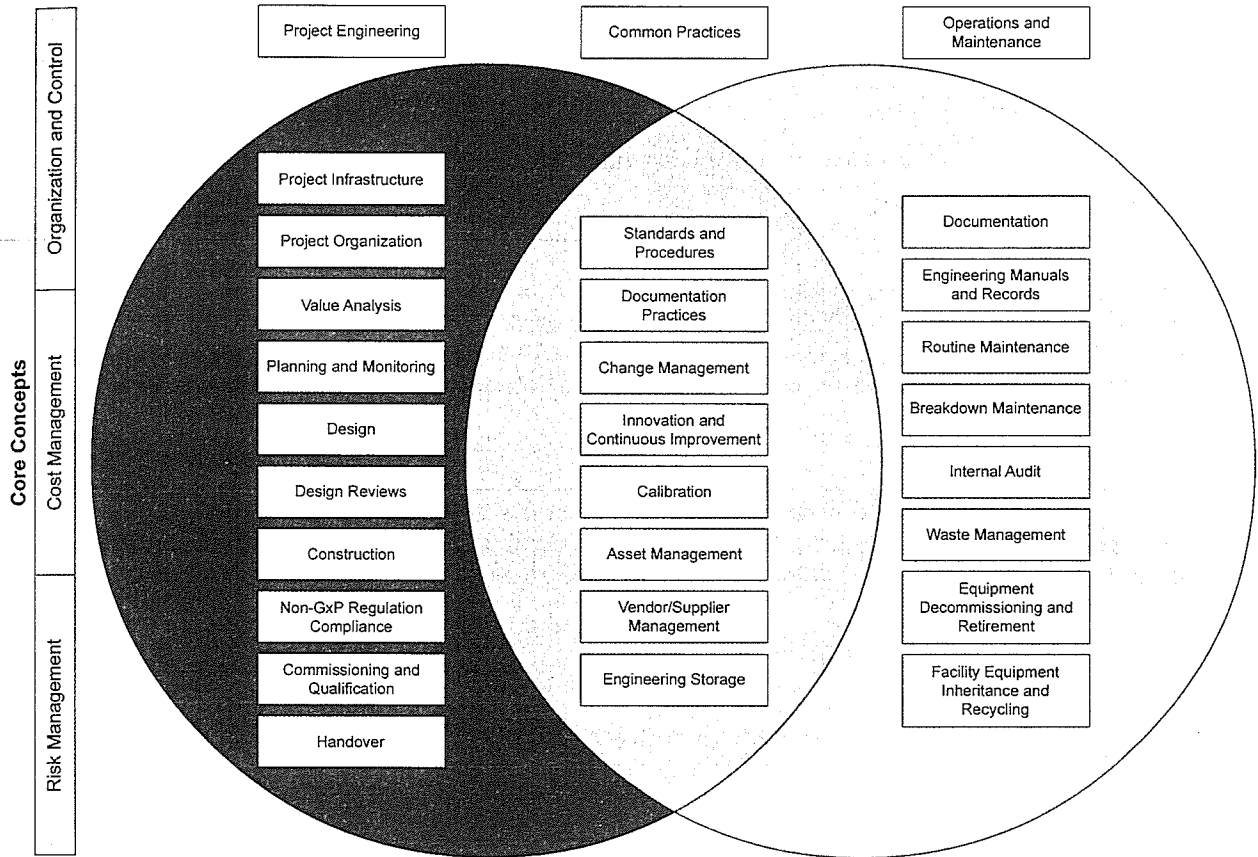 Project Engineering
Common Practices
Operations and
Maintenance
Core Concepts
Organization and Control
Cost Management
Risk Management
Project Infrastructure
Project Organization
Value Analysis
Planning and Monitoring
Design
Design Reviews
Construction
Non-GxP Regulation
Compliance
Commissioning and
Qualification
Handover
Standards and
Procedures
Documentation
Practices
Change Management
Innovation and
Continuous Improvement
Calibration
Asset Management
Vendor/Supplier
Management
Engineering Storage
Documentation
Engineering Manuals
and Records
Routine Maintenance
Breakdown Maintenance
Internal Audit
Waste Management
Equipment
Decommissioning and
Retirement
Facility Equipment
Inheritance and
Recycling